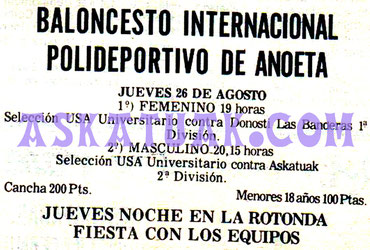 BALONCESTO INTERNACIONAL
POLIDEPORTIVO DE ANOETA
JUEVES 26 DE AGOSTO
1º) FEMENINO 19 horas
Selección USA Universitario contra Donosti Las Banderas 1ª
División.
2º) MASCULINO 20,15 horas
Selección USA Universitario contra Askatuak
2ª División.
ASKATUAK.COM
Cancha 200 Pts.
Menores 18 años 100 Ptas.
JUEVES NOCHE EN LA ROTONDA
FIESTA CON LOS EQUIPOS